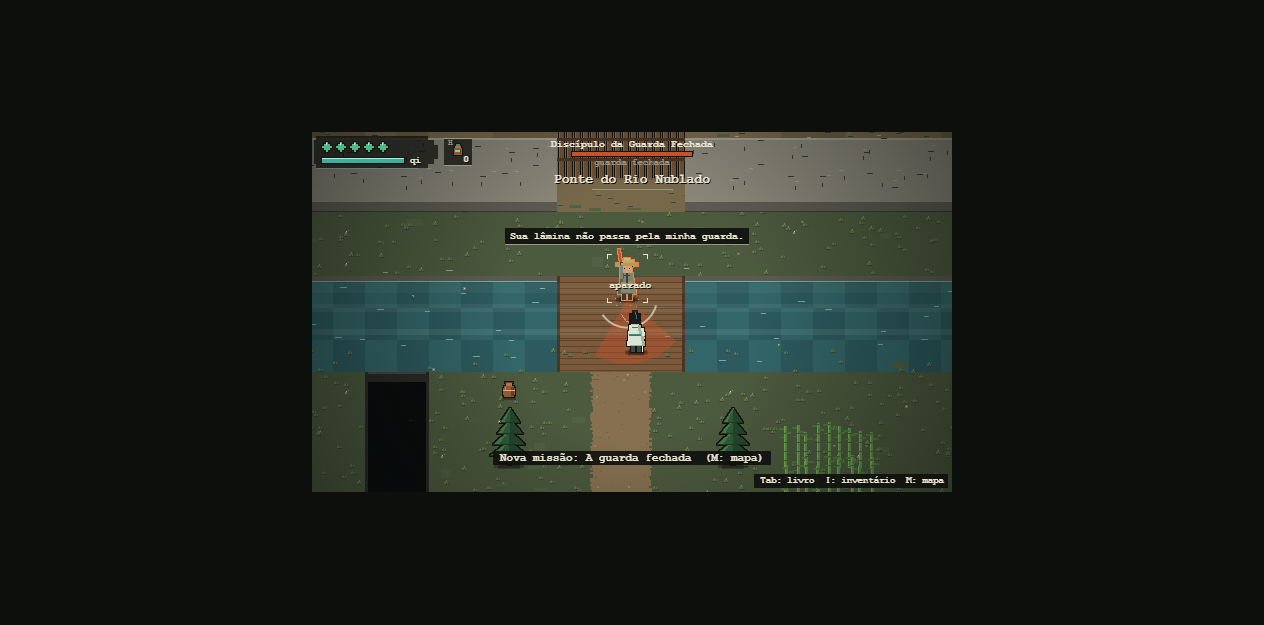 Discípulo da Guarda Fechada
qi
R
0
guarda fechada
Ponte do Rio Nublado
Sua lâmina não passa pela minha guarda.
aparado
Nova missão: A guarda fechada (M: mapa)
Tab: livro I: inventário M: mapa